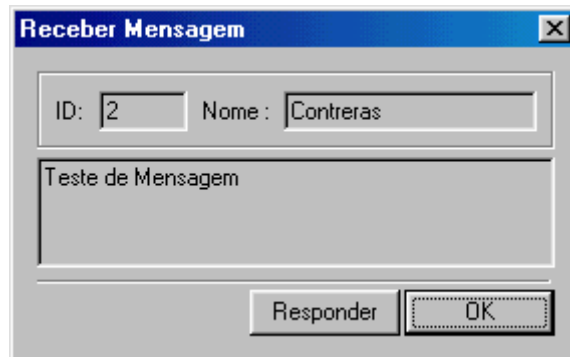 Receber Mensagem
ID: 2 Nome : Contreras
Teste de Mensagem
Responder OK